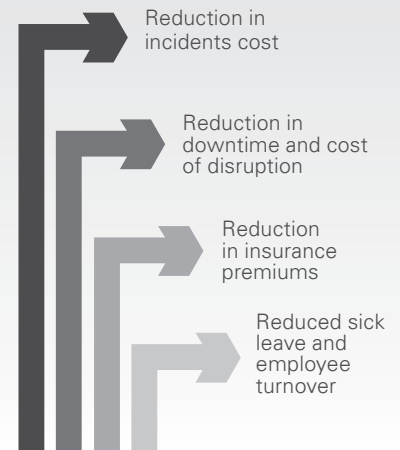 Reduction in
incidents cost
Reduction in
downtime and cost
of disruption
Reduction
in insurance
premiums
Reduced sick
leave and
employee
turnover